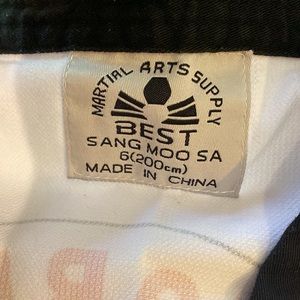 MARTIAL ARTS SUPPLY
BEST
SANG MOO SA
6(200cm)
MADE IN CHINA